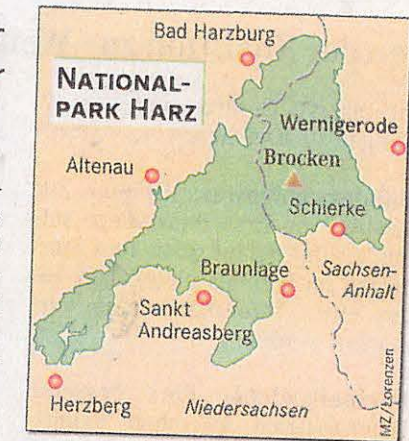 Bad Harzburg
NATIONAL-
PARK HARZ
Wernigerode
Altenau
Brocken
Schierke
Braunlage
Sachsen-
Anhalt
Sankt
Andreasberg
Herzberg
Niedersachsen
MZ/Lorenzen